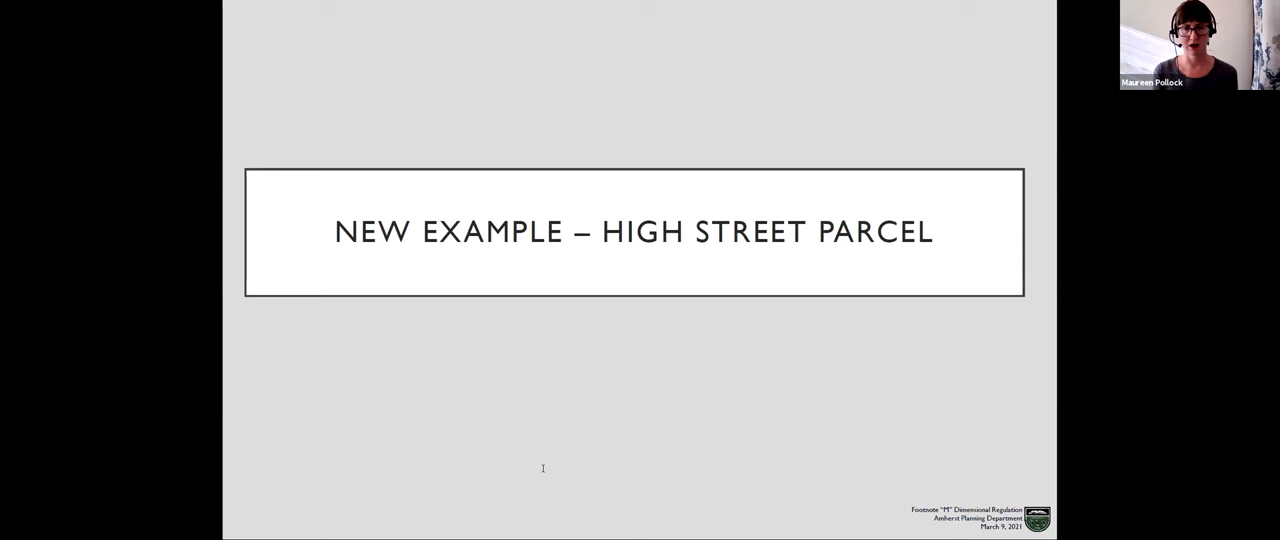 Maureen Pollock
NEW EXAMPLE – HIGH STREET PARCEL
Footnote "M" Dimensional Regulation
Amherst Planning Department
March 9, 2021